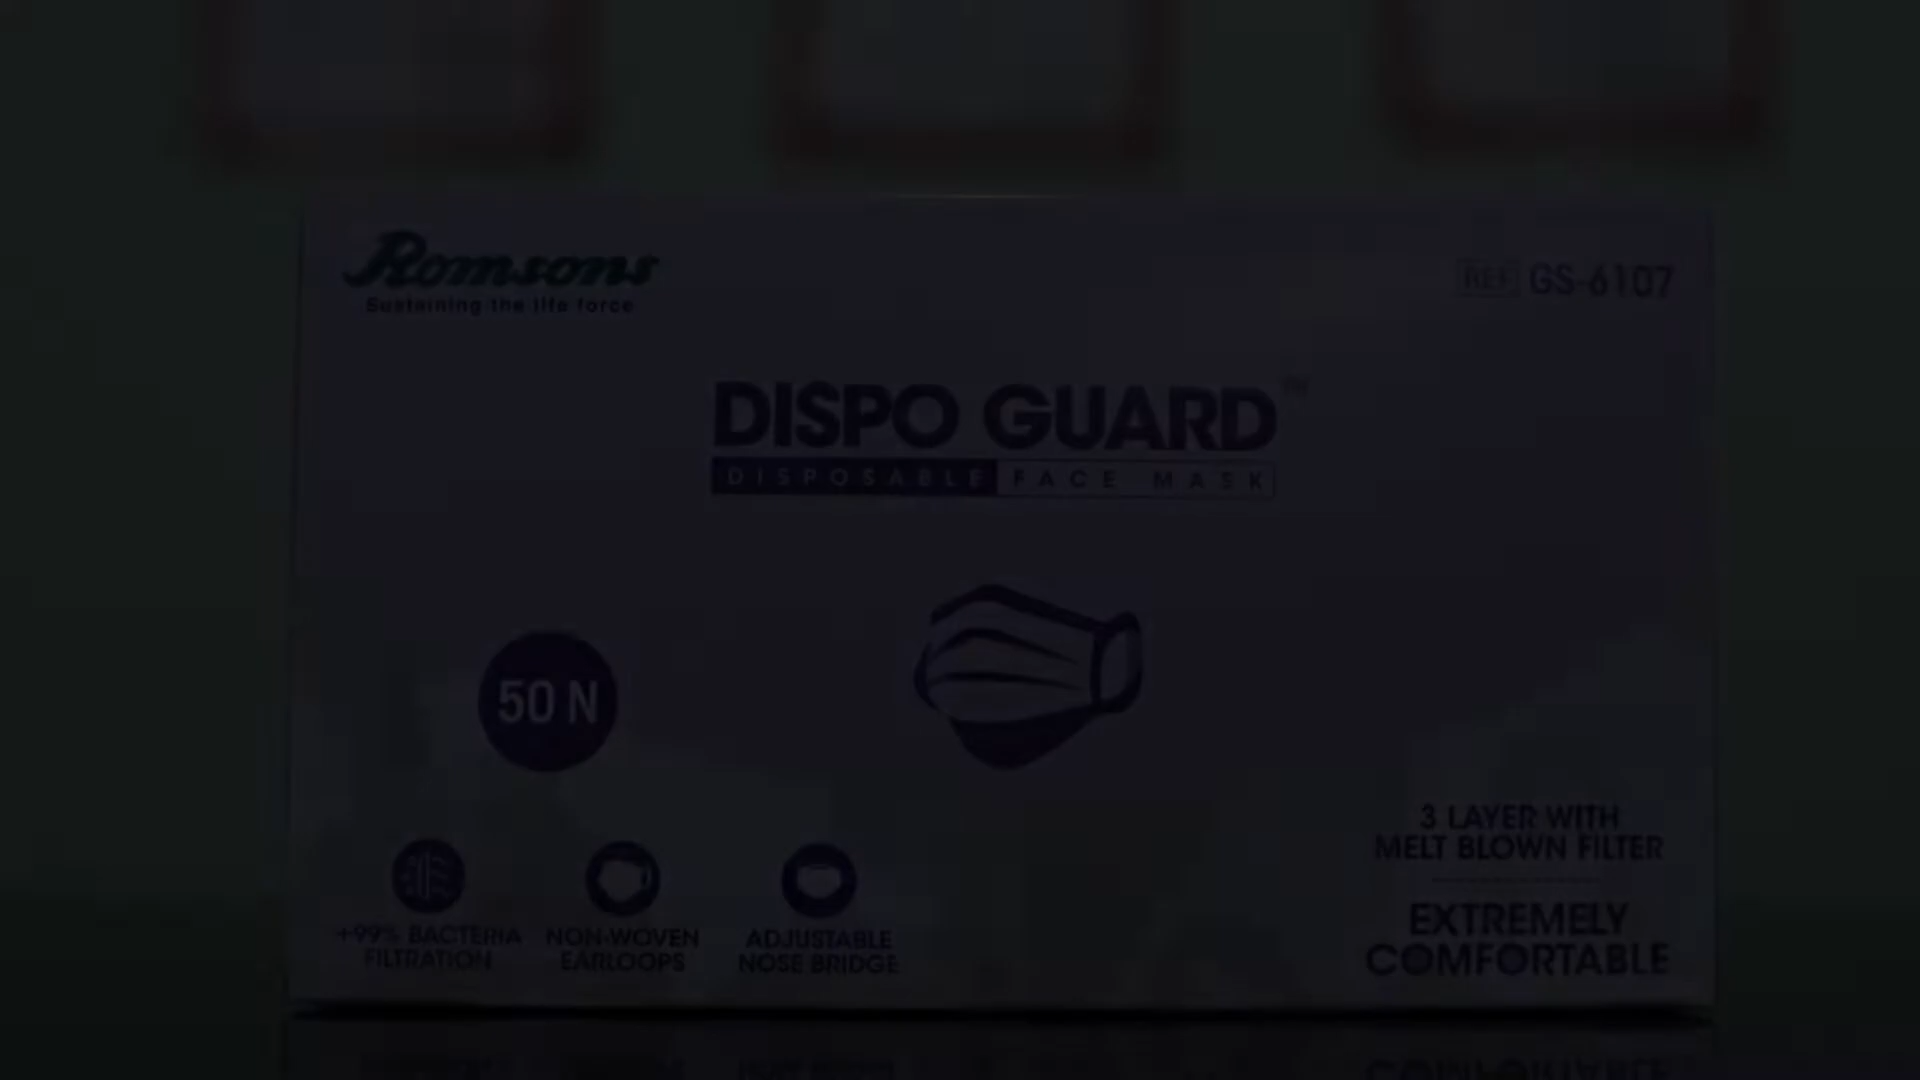 Romsons
Sustaining the life force
REF GS-6107
DISPO GUARD™
DISPOSABLE FACE MASK
50 N
3 LAYER WITH
MELT BLOWN FILTER
+99% BACTERIA
FILTRATION
NON-WOVEN
EARLOOPS
ADJUSTABLE
NOSE BRIDGE
EXTREMELY
COMFORTABLE